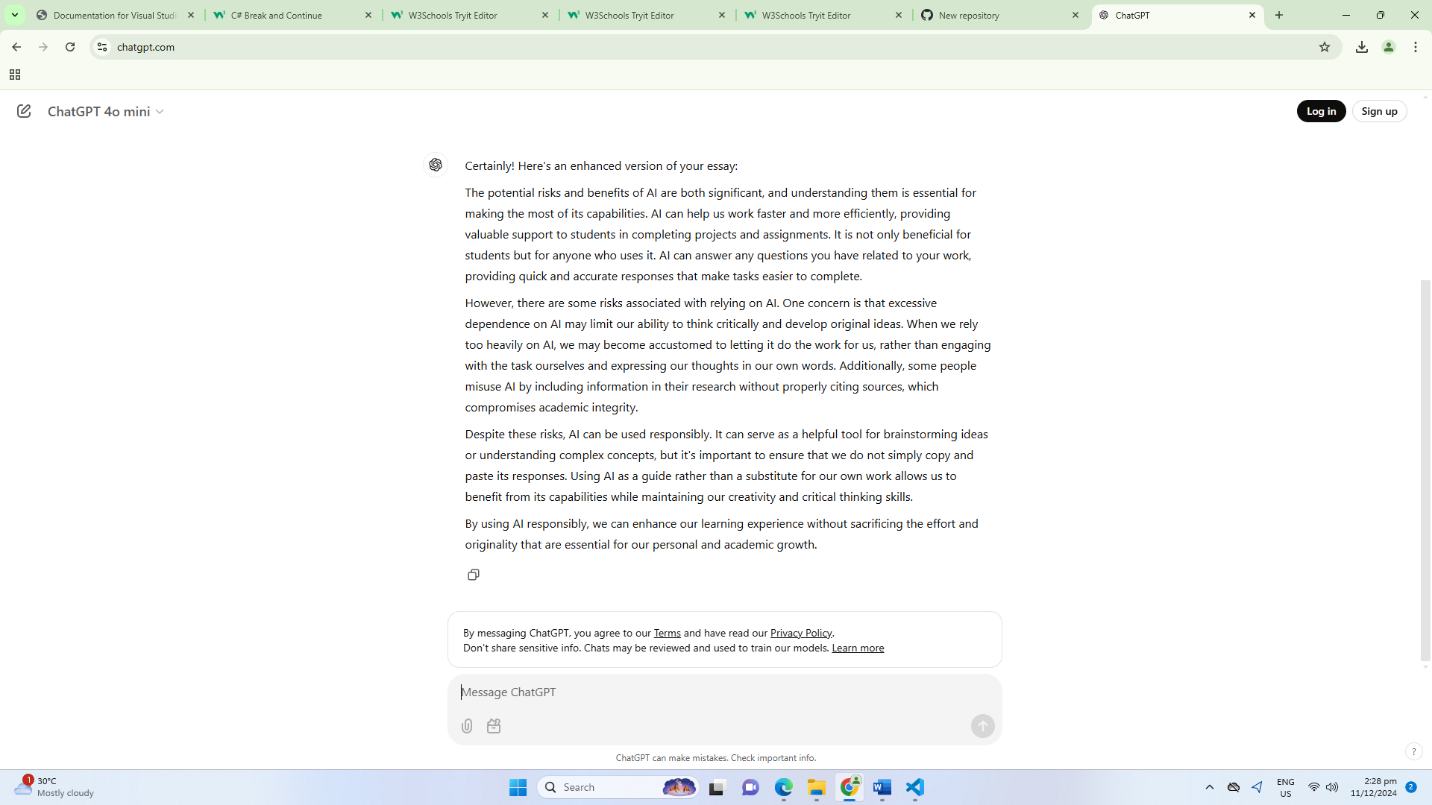 Documentation for Visual Studi
C# Break and Continue
W3Schools Tryit Editor
W3Schools Tryit Editor
W3Schools Tryit Editor
New repository
ChatGPT
chatgpt.com
ChatGPT 4o mini
Log in
Sign up
Certainly! Here's an enhanced version of your essay:
The potential risks and benefits of AI are both significant, and understanding them is essential for
making the most of its capabilities. AI can help us work faster and more efficiently, providing
valuable support to students in completing projects and assignments. It is not only beneficial for
students but for anyone who uses it. AI can answer any questions you have related to your work,
providing quick and accurate responses that make tasks easier to complete.
However, there are some risks associated with relying on AI. One concern is that excessive
dependence on AI may limit our ability to think critically and develop original ideas. When we rely
too heavily on AI, we may become accustomed to letting it do the work for us, rather than engaging
with the task ourselves and expressing our thoughts in our own words. Additionally, some people
misuse AI by including information in their research without properly citing sources, which
compromises academic integrity.
Despite these risks, AI can be used responsibly. It can serve as a helpful tool for brainstorming ideas
or understanding complex concepts, but it's important to ensure that we do not simply copy and
paste its responses. Using AI as a guide rather than a substitute for our own work allows us to
benefit from its capabilities while maintaining our creativity and critical thinking skills.
By using AI responsibly, we can enhance our learning experience without sacrificing the effort and
originality that are essential for our personal and academic growth.
By messaging ChatGPT, you agree to our Terms and have read our Privacy Policy.
Don't share sensitive info. Chats may be reviewed and used to train our models. Learn more
Message ChatGPT
ChatGPT can make mistakes. Check important info.
?
1
30°C
Mostly cloudy
Search
ENG
US
2:28 pm
11/12/2024
2